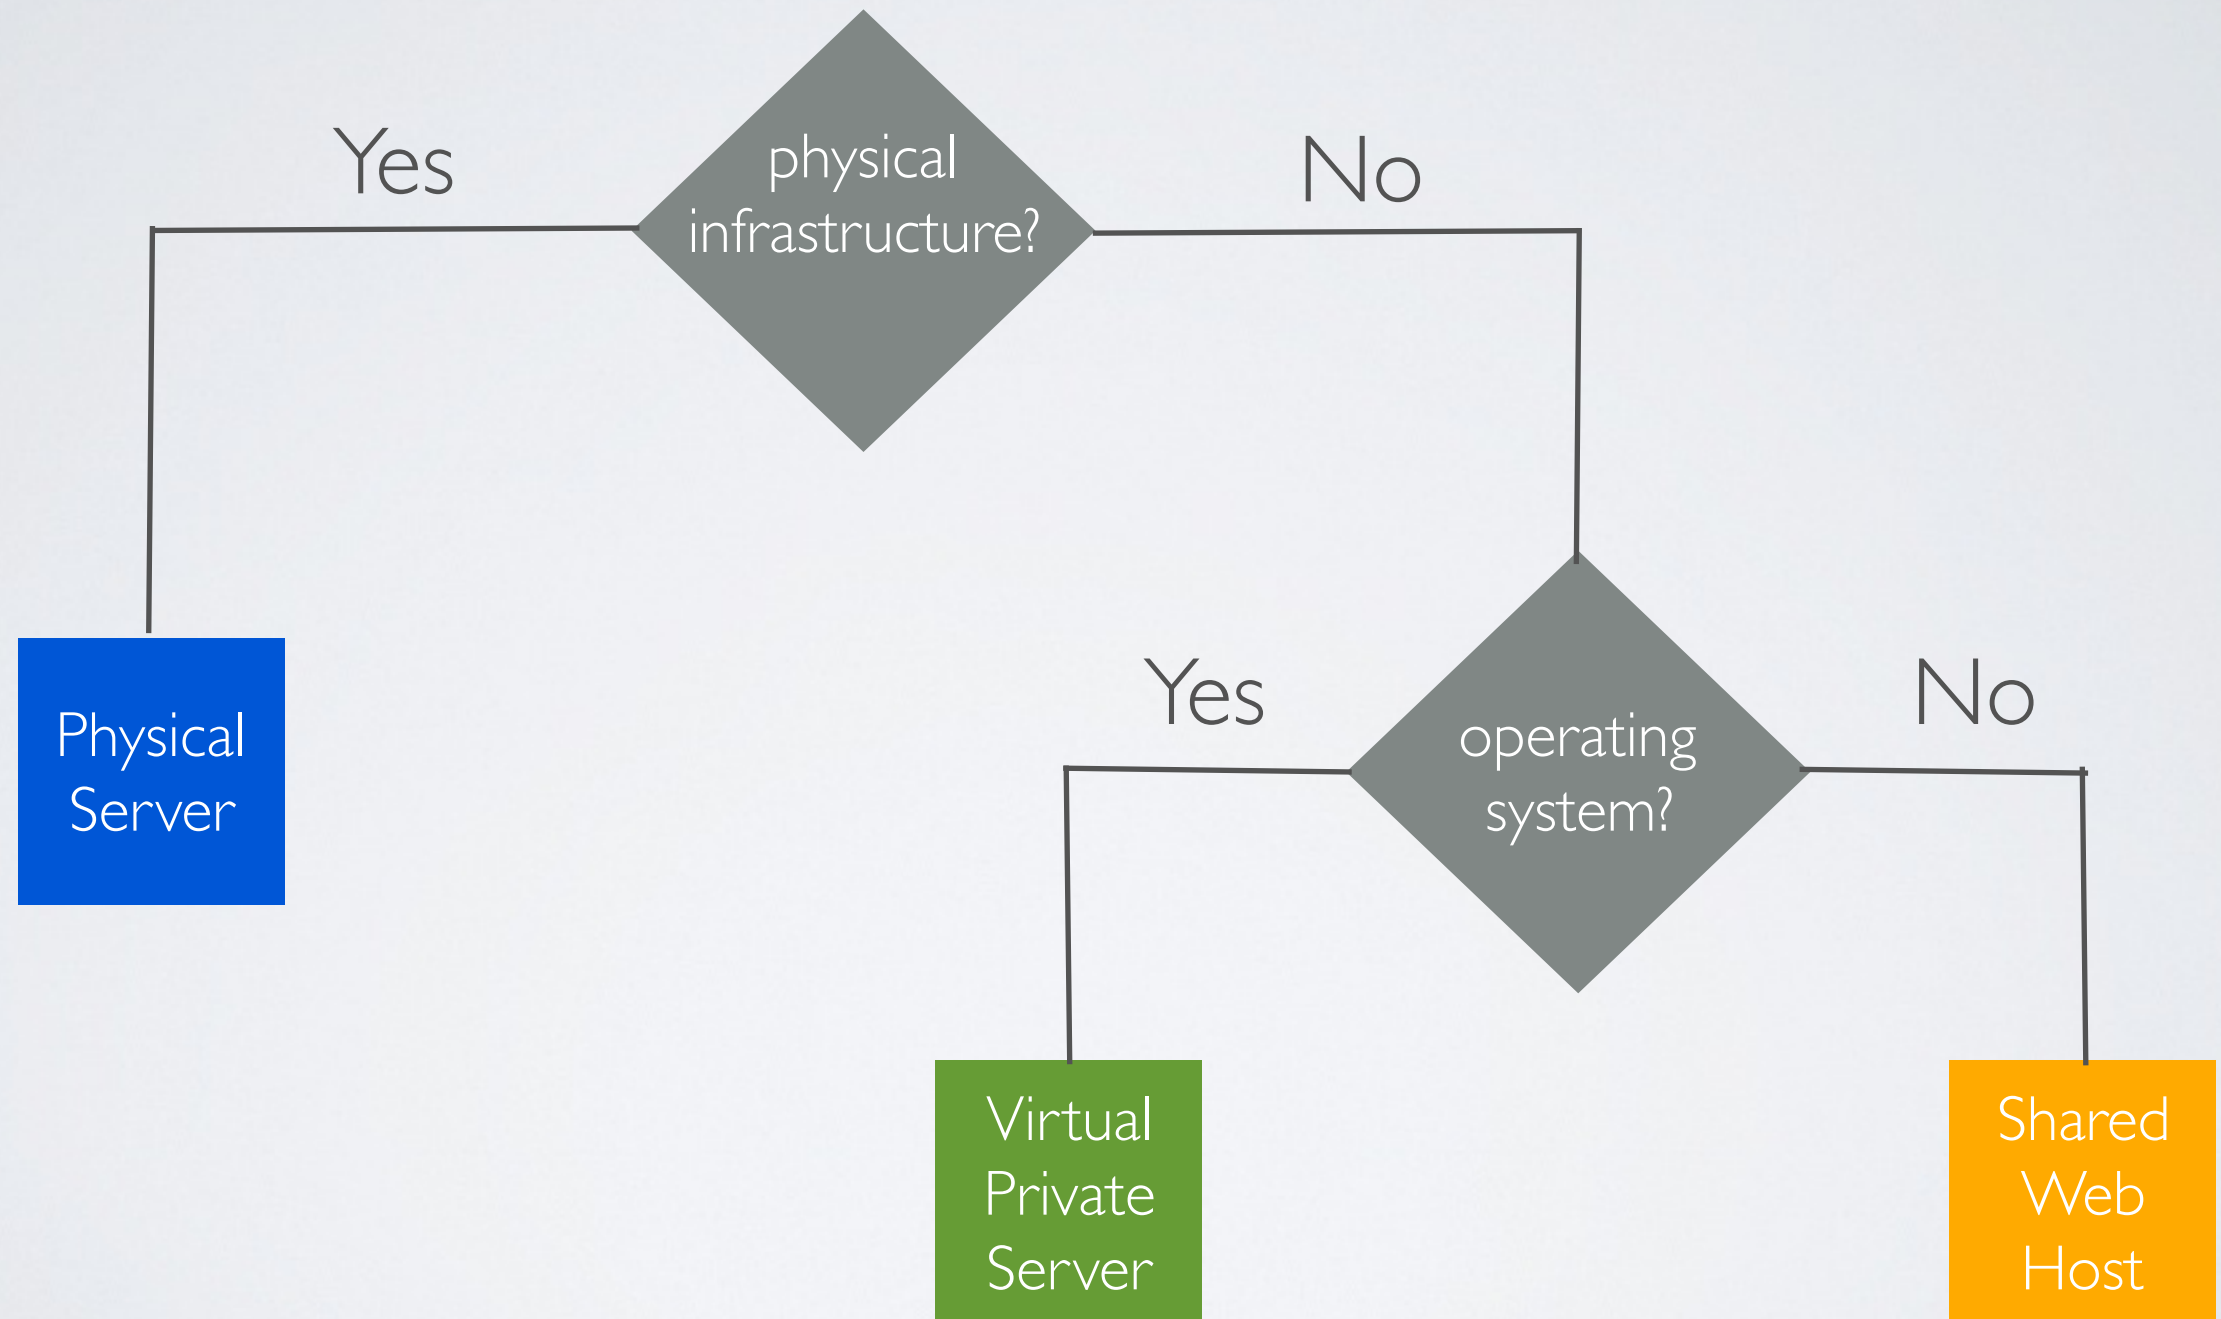 Yes
physical
infrastructure?
No
Physical
Server
Yes
operating
system?
No
Virtual
Private
Server
Shared
Web
Host